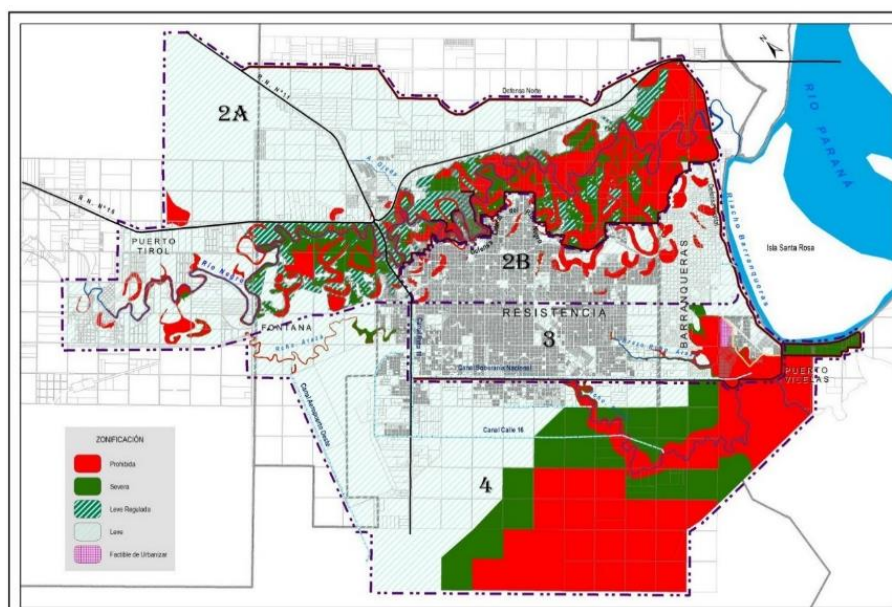 N
2A
R.N. Nº11
Defensa Norte
RIO PARANÁ
R.N. Nº16
PUERTO
TIROL
Rio Negro
Riacho Barranqueras
Isla Santa Rosa
2B
BARRANQUERAS
FONTANA
RESISTENCIA
3
Riacho Arazá
Canal Soberanía Nacional
PUERTO
VILELAS
Canal Calle 16
4
ZONIFICACIÓN
Prohibida
Severa
Leve Regulada
Leve
Factible de Urbanizar